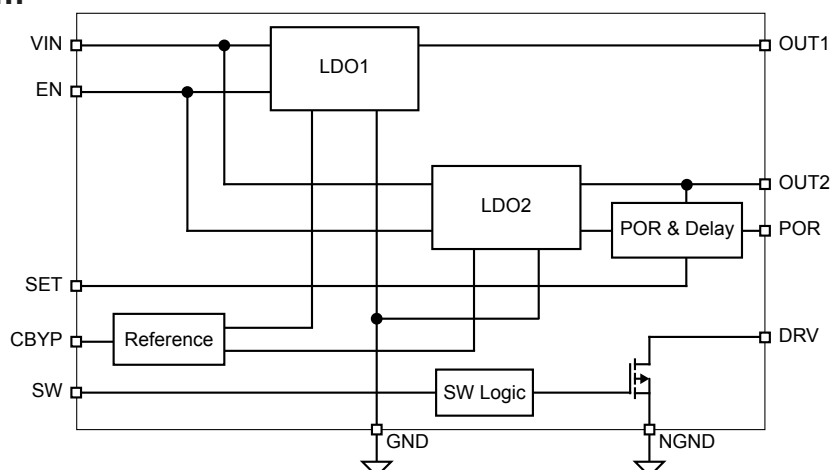 VIN
OUT1
LDO1
EN
OUT2
LDO2
POR & Delay
POR
SET
CBYP
Reference
DRV
SW
SW Logic
GND
NGND